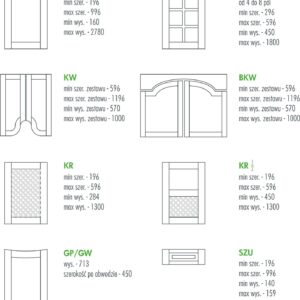 min szer. - 196
max szer. - 596
min wys. - 160
max wys. - 2780
od 4 do 8 pól
min szer. - 296
max szer. - 596
min wys. - 450
max wys. - 1800
KW
min szer. zestawu - 596
max szer. zestawu - 1196
min wys. zestawu - 570
max wys. zestawu - 1000
BKW
min szer. zestawu - 596
max szer. zestawu - 1196
min wys. zestawu - 570
max wys. zestawu - 1000
KR
min szer. - 196
max szer. - 596
min wys. - 284
max wys. - 1300
KR
min szer. - 196
max szer. - 596
min wys. - 450
max wys. - 1300
GP/GW
wys. - 713
szerokość po obwodzie - 450
SZU
min szer. - 196
max szer. - 996
min wys. - 140
max wys. - 159